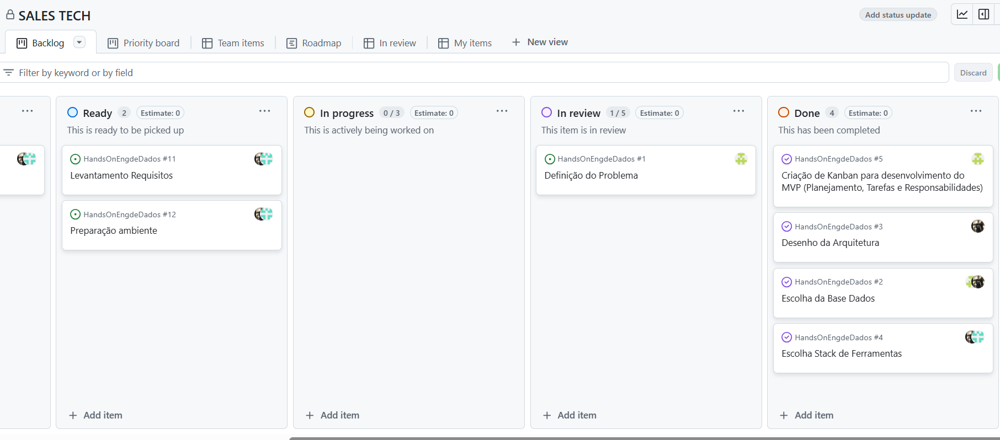 SALES TECH
Add status update
Backlog
Priority board
Team items
Roadmap
In review
My items
New view
Filter by keyword or by field
Discard
Ready 2 Estimate: 0
This is ready to be picked up
HandsOnEngdeDados #11
Levantamento Requisitos
HandsOnEngdeDados #12
Preparação ambiente
Add item
In progress 0 / 3 Estimate: 0
This is actively being worked on
Add item
In review 1 / 5 Estimate: 0
This item is in review
HandsOnEngdeDados #1
Definição do Problema
Add item
Done 4 Estimate: 0
This has been completed
HandsOnEngdeDados #5
Criação de Kanban para desenvolvimento do
MVP (Planejamento, Tarefas e Responsabilidades)
HandsOnEngdeDados #3
Desenho da Arquitetura
HandsOnEngdeDados #2
Escolha da Base Dados
HandsOnEngdeDados #4
Escolha Stack de Ferramentas
Add item